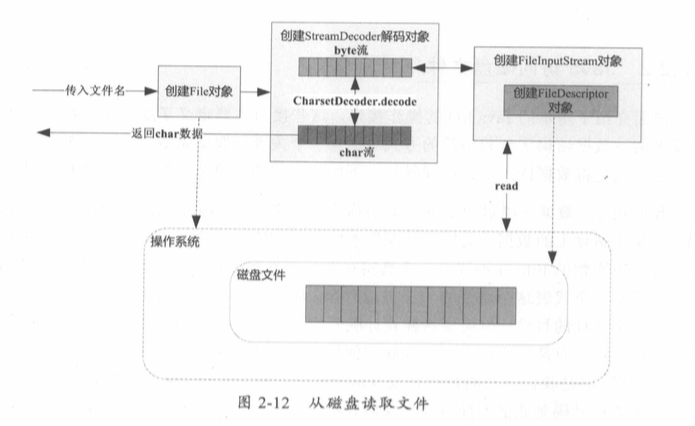 创建StreamDecoder解码对象
byte流
创建FileInputStream对象
传入文件名
创建File对象
创建FileDescriptor
对象
CharsetDecoder.decode
返回char数据
char流
read
操作系统
磁盘文件
图 2-12 从磁盘读取文件